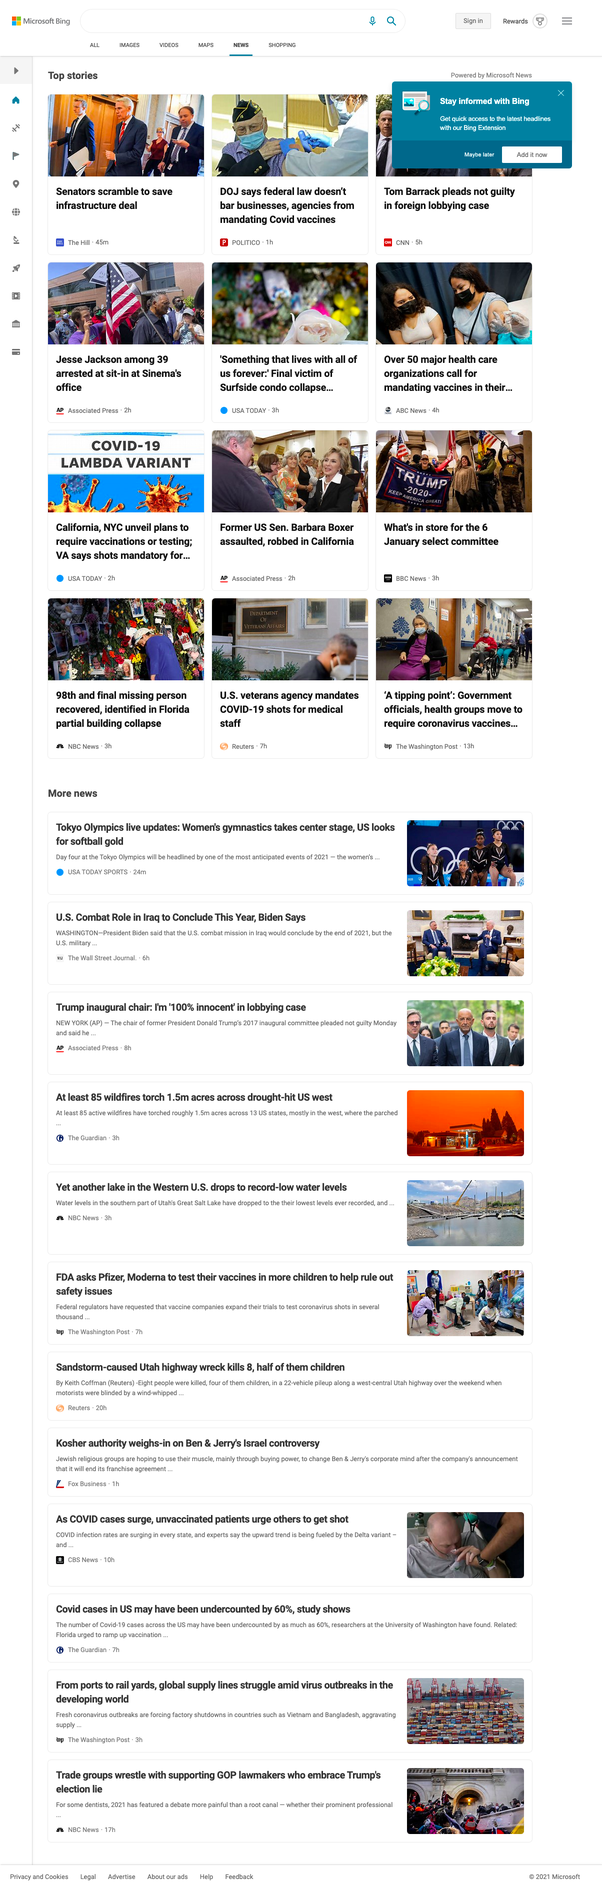 Microsoft Bing
Sign in
Rewards
ALL
IMAGES
VIDEOS
MAPS
NEWS
SHOPPING
Top stories
Powered by Microsoft News
Stay informed with Bing
Get quick access to the latest headlines
with our Bing Extension
Maybe later
Add it now
Senators scramble to save
infrastructure deal
The Hill · 45m
DOJ says federal law doesn't
bar businesses, agencies from
mandating Covid vaccines
POLITICO · 1h
Tom Barrack pleads not guilty
in foreign lobbying case
CNN · 5h
Jesse Jackson among 39
arrested at sit-in at Sinema's
office
Associated Press · 2h
'Something that lives with all of
us forever:' Final victim of
Surfside condo collapse...
USA TODAY · 3h
Over 50 major health care
organizations call for
mandating vaccines in their...
ABC News · 4h
COVID-19
LAMBDA VARIANT
California, NYC unveil plans to
require vaccinations or testing;
VA says shots mandatory for...
USA TODAY · 2h
Former US Sen. Barbara Boxer
assaulted, robbed in California
Associated Press · 2h
TRUMP
-2020-
KEEP AMERICA GREAT!
What's in store for the 6
January select committee
BBC News · 3h
98th and final missing person
recovered, identified in Florida
partial building collapse
NBC News · 3h
DEPARTMENT
OF
VETERANS AFFAIRS
U.S. veterans agency mandates
COVID-19 shots for medical
staff
Reuters · 7h
'A tipping point': Government
officials, health groups move to
require coronavirus vaccines...
The Washington Post · 13h
More news
Tokyo Olympics live updates: Women's gymnastics takes center stage, US looks
for softball gold
Day four at the Tokyo Olympics will be headlined by one of the most anticipated events of 2021 — the women's ...
USA TODAY SPORTS · 24m
U.S. Combat Role in Iraq to Conclude This Year, Biden Says
WASHINGTON—President Biden said that the U.S. combat mission in Iraq would conclude by the end of 2021, but the
U.S. military ...
The Wall Street Journal. · 6h
Trump inaugural chair: I'm '100% innocent' in lobbying case
NEW YORK (AP) — The chair of former President Donald Trump's 2017 inaugural committee pleaded not guilty Monday
and said he ...
Associated Press · 8h
At least 85 wildfires torch 1.5m acres across drought-hit US west
At least 85 active wildfires have torched roughly 1.5m acres across 13 US states, mostly in the west, where the parched
...
The Guardian · 3h
Yet another lake in the Western U.S. drops to record-low water levels
Water levels in the southern part of Utah's Great Salt Lake have dropped to the their lowest levels ever recorded, and ...
NBC News · 3h
FDA asks Pfizer, Moderna to test their vaccines in more children to help rule out
safety issues
Federal regulators have requested that vaccine companies expand their trials to test coronavirus shots in several
thousand ...
The Washington Post · 7h
Sandstorm-caused Utah highway wreck kills 8, half of them children
By Keith Coffman (Reuters) -Eight people were killed, four of them children, in a 22-vehicle pileup along a west-central Utah highway over the weekend when
motorists were blinded by a wind-whipped ...
Reuters · 20h
Kosher authority weighs-in on Ben & Jerry's Israel controversy
Jewish religious groups are hoping to use their muscle, mainly through buying power, to change Ben & Jerry's corporate mind after the company's announcement
that it will end its franchise agreement ...
Fox Business · 1h
As COVID cases surge, unvaccinated patients urge others to get shot
COVID infection rates are surging in every state, and experts say the upward trend is being fueled by the Delta variant –
and ...
CBS News · 10h
Covid cases in US may have been undercounted by 60%, study shows
The number of Covid-19 cases across the US may have been undercounted by as much as 60%, researchers at the University of Washington have found. Related:
Florida urged to ramp up vaccination ...
The Guardian · 7h
From ports to rail yards, global supply lines struggle amid virus outbreaks in the
developing world
Fresh coronavirus outbreaks are forcing factory shutdowns in countries such as Vietnam and Bangladesh, aggravating
supply ...
The Washington Post · 3h
Trade groups wrestle with supporting GOP lawmakers who embrace Trump's
election lie
For some dentists, 2021 has featured a debate more painful than a root canal — whether their prominent professional
...
NBC News · 17h
Privacy and Cookies
Legal
Advertise
About our ads
Help
Feedback
© 2021 Microsoft